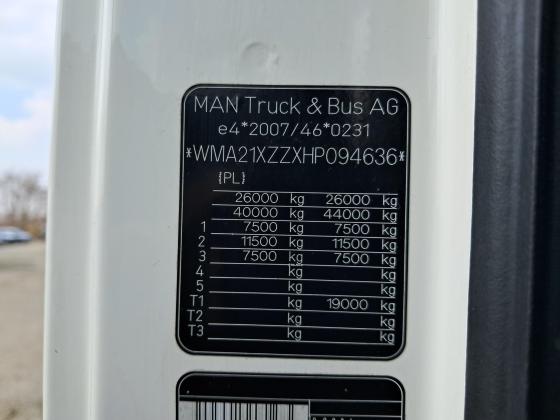 MAN Truck & Bus AG
e4*2007/46*0231
*WMA21XZZXHP094636*
{PL}
26000 kg 26000 kg
40000 kg 44000 kg
1 7500 kg 7500 kg
2 11500 kg 11500 kg
3 7500 kg 7500 kg
4 kg kg
5 kg kg
T1 kg 19000 kg
T2 kg kg
T3 kg kg